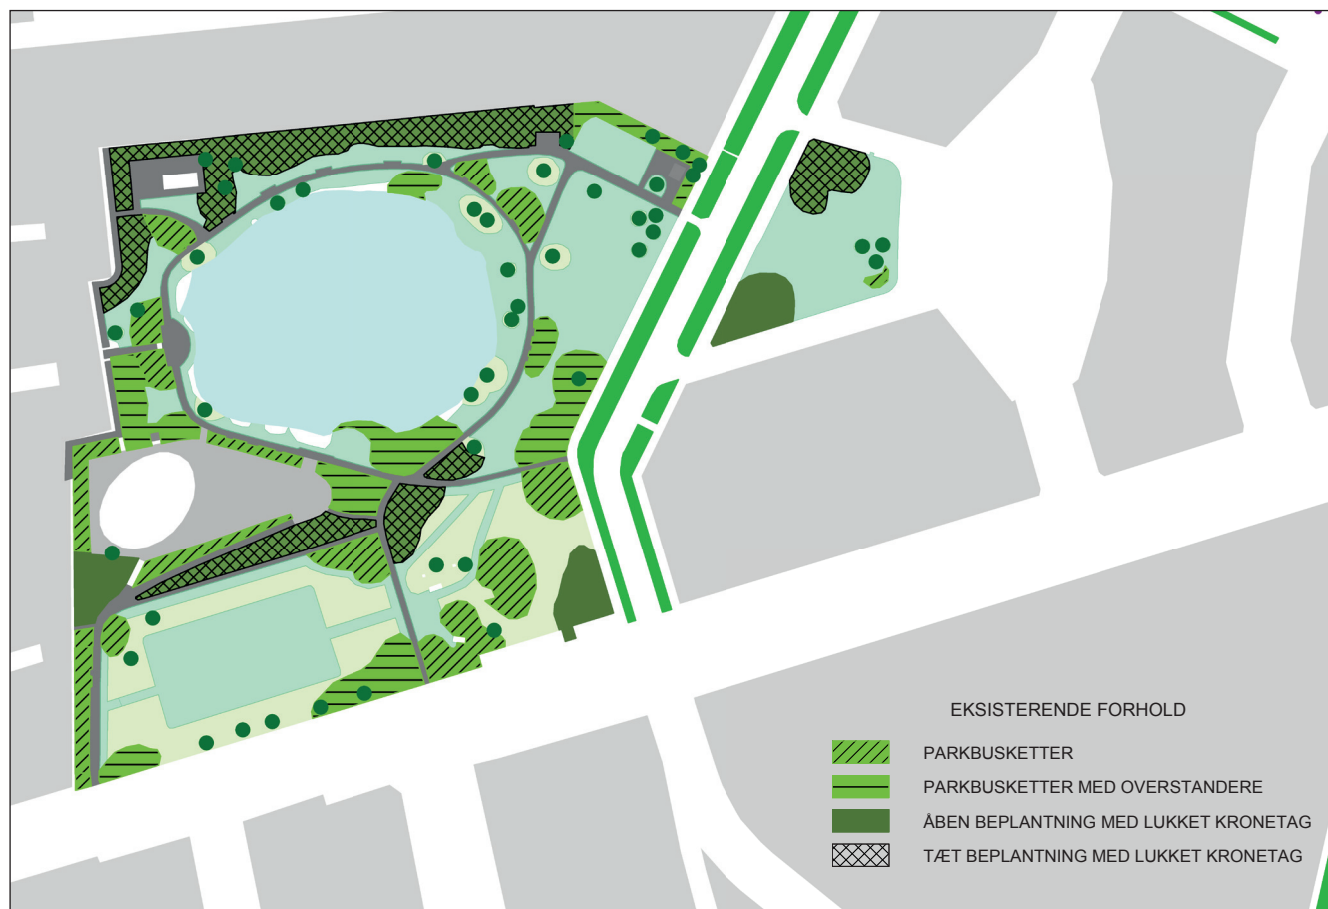 EKSISTERENDE FORHOLD
PARKBUSKETTER
PARKBUSKETTER MED OVERSTANDERE
ÅBEN BEPLANTNING MED LUKKET KRONETAG
TÆT BEPLANTNING MED LUKKET KRONETAG